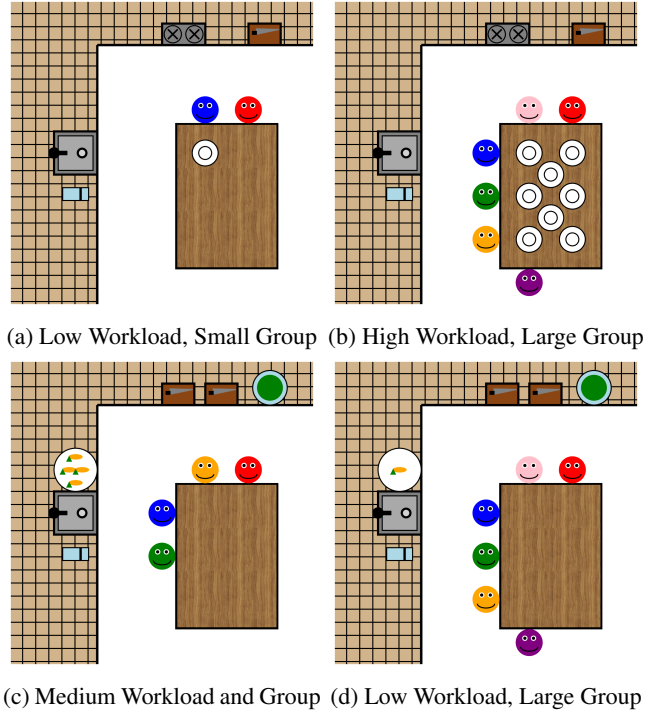 (a) Low Workload, Small Group
(b) High Workload, Large Group
(c) Medium Workload and Group
(d) Low Workload, Large Group